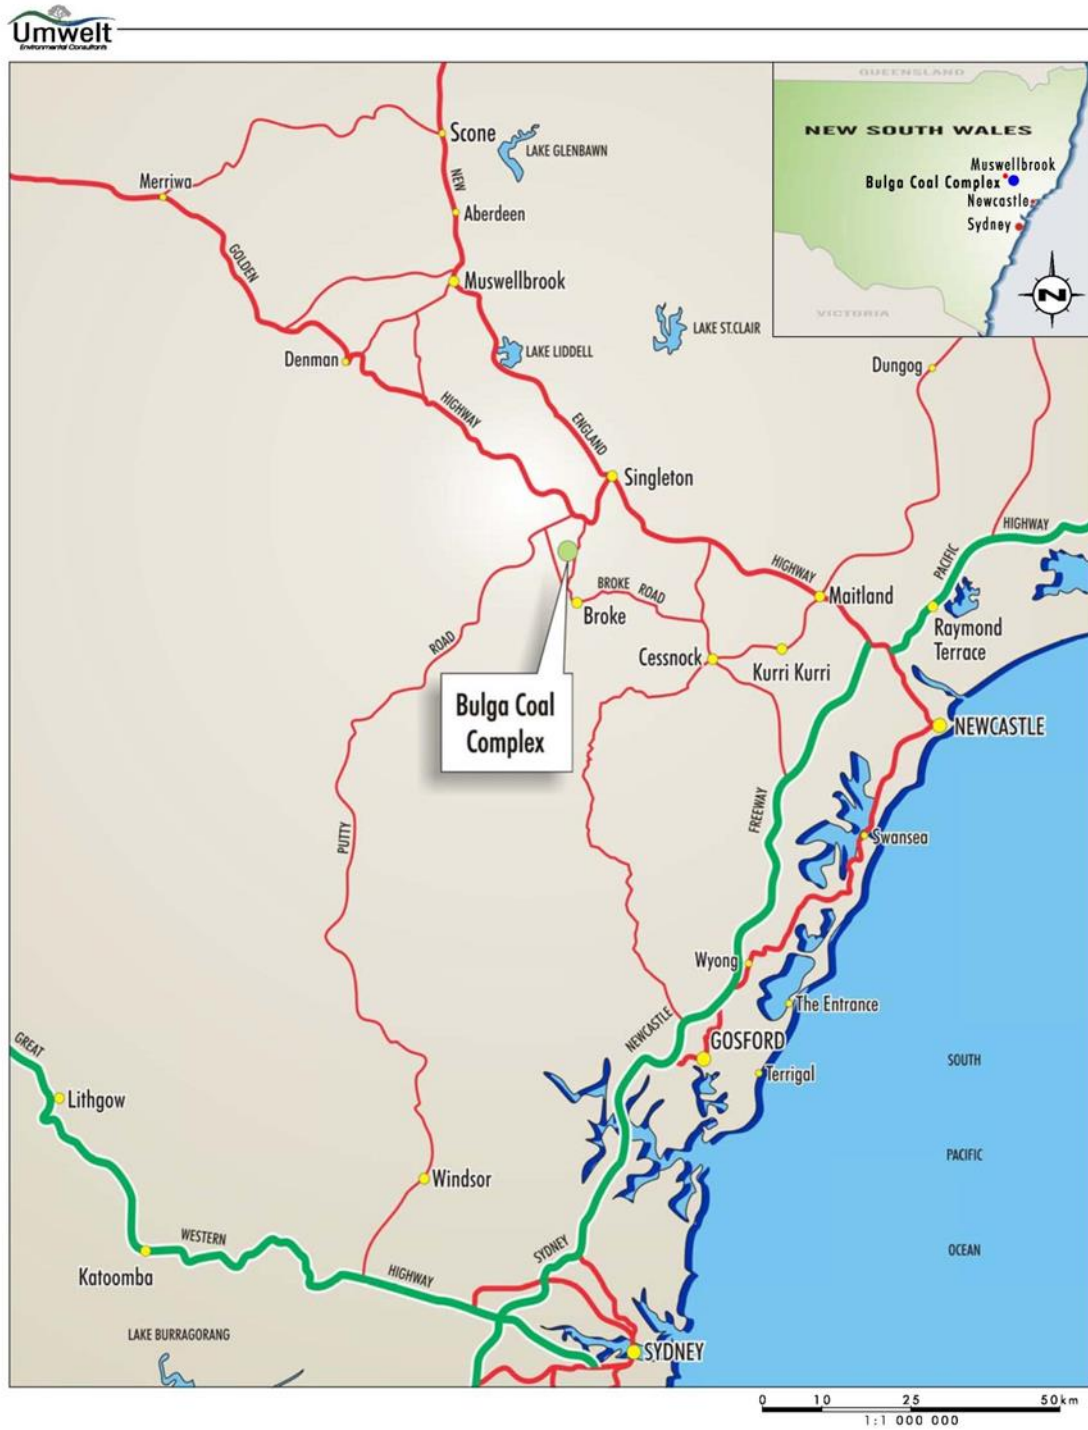 Umwelt
Environmental Consultants
QUEENSLAND
NEW SOUTH WALES
Muswellbrook
Bulga Coal Complex
Newcastle
Sydney
VICTORIA
N
Scone
LAKE GLENBAWN
NEW
Merriwa
Aberdeen
GOLDEN
Muswellbrook
LAKE ST.CLAIR
LAKE LIDDELL
Denman
Dungog
HIGHWAY
ENGLAND
Singleton
HIGHWAY
PACIFIC
HIGHWAY
BROKE ROAD
Maitland
Broke
Raymond
Terrace
ROAD
Cessnock
Kurri Kurri
Bulga Coal
Complex
NEWCASTLE
FREEWAY
PUTTY
Swansea
Wyong
The Entrance
NEWCASTLE
GOSFORD
GREAT
SOUTH
Terrigal
Lithgow
PACIFIC
Windsor
WESTERN
SYDNEY
OCEAN
Katoomba
HIGHWAY
LAKE BURRAGORANG
SYDNEY
0 10 25 50km
1:1 000 000